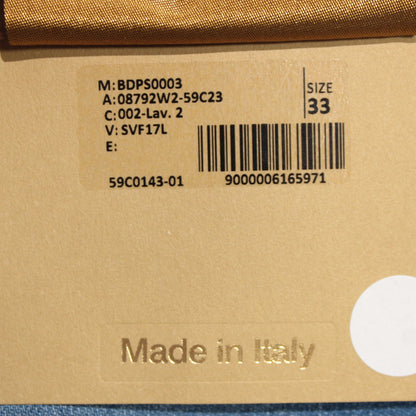 M: BDPS0003
A: 08792W2-59C23
C: 002-Lav. 2
V: SVF17L
E:
SIZE
33
59C0143-01
9000006165971
Made in Italy